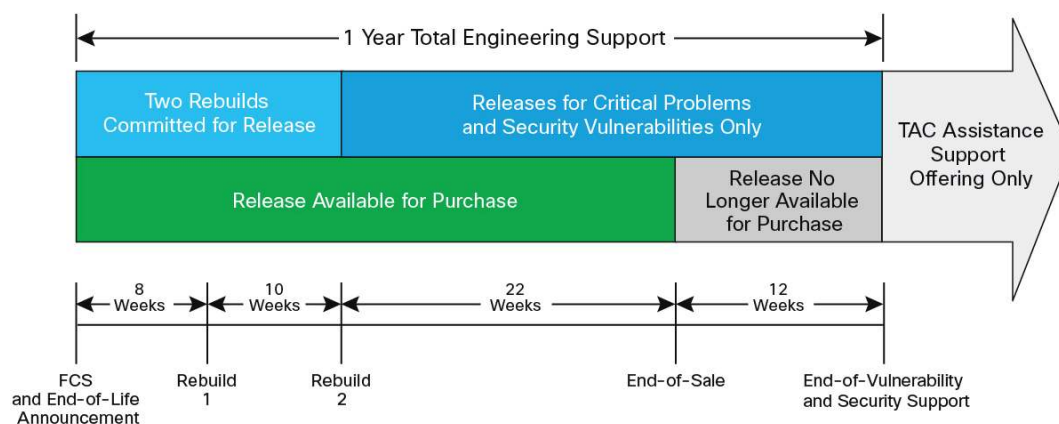 1 Year Total Engineering Support
Two Rebuilds
Committed for Release
Releases for Critical Problems
and Security Vulnerabilities Only
TAC Assistance
Support
Offering Only
Release Available for Purchase
Release No
Longer Available
for Purchase
8
Weeks
10
Weeks
22
Weeks
12
Weeks
FCS
and End-of-Life
Announcement
Rebuild
1
Rebuild
2
End-of-Sale
End-of-Vulnerability
and Security Support